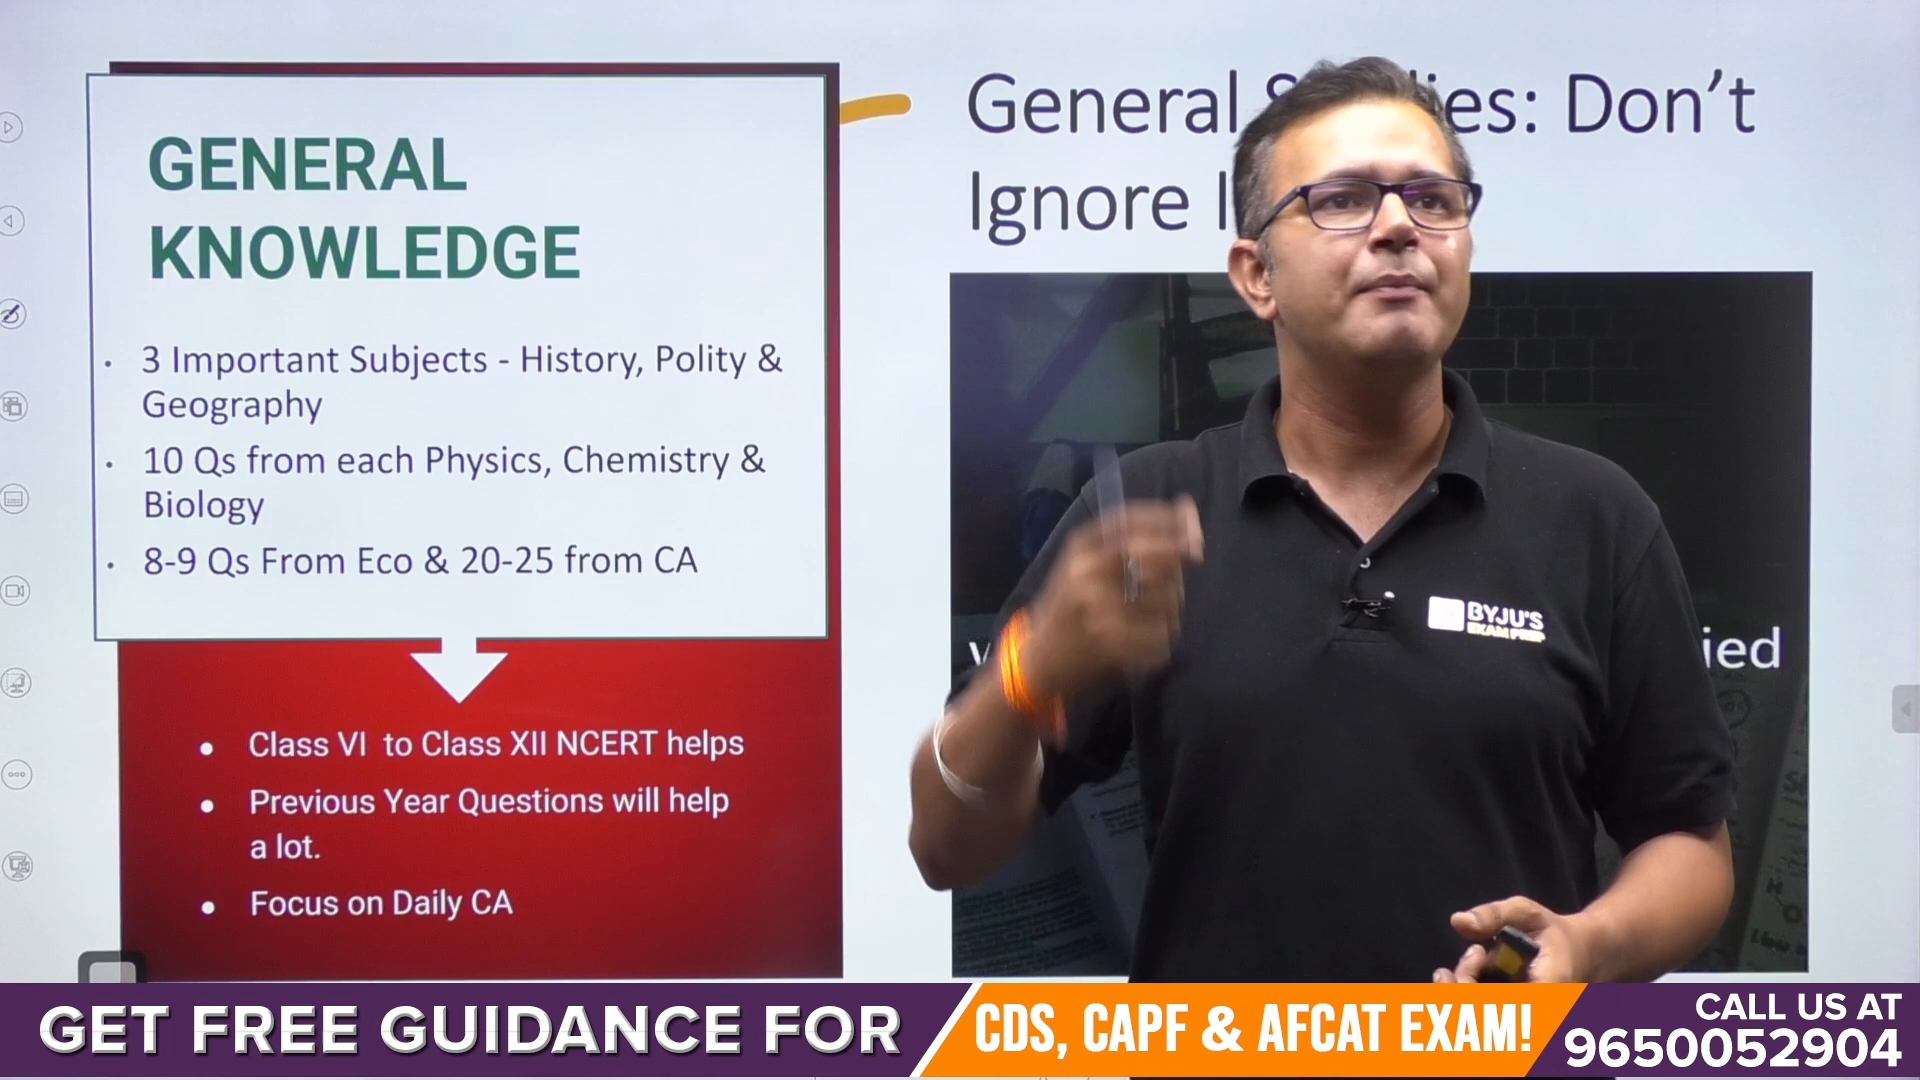 GENERAL
KNOWLEDGE
• 3 Important Subjects - History, Polity &
Geography
• 10 Qs from each Physics, Chemistry &
Biology
• 8-9 Qs From Eco & 20-25 from CA
• Class VI to Class XII NCERT helps
• Previous Year Questions will help
a lot.
• Focus on Daily CA
General Don't
Ignore
BYJU'S
EXAM PREP
GET FREE GUIDANCE FOR
CDS, CAPF & AFCAT EXAM!
CALL US AT
9650052904